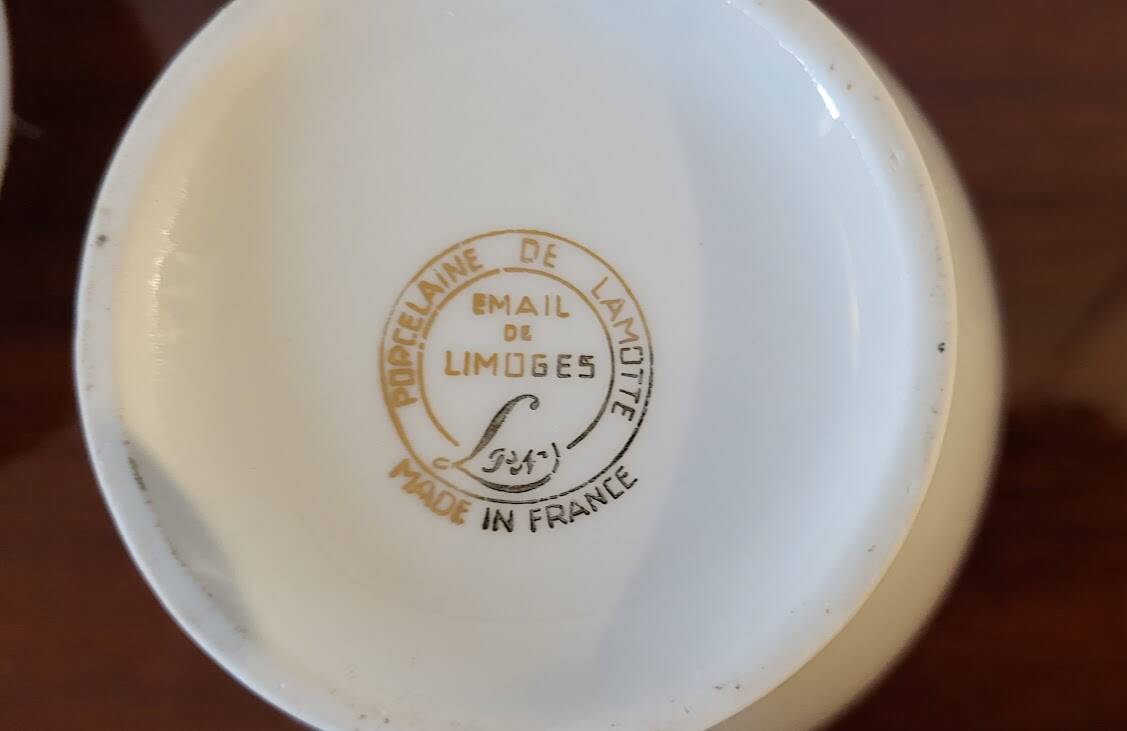 PORCELAINE DE LAMOTTE
EMAIL
DE
LIMOGES
MADE IN FRANCE